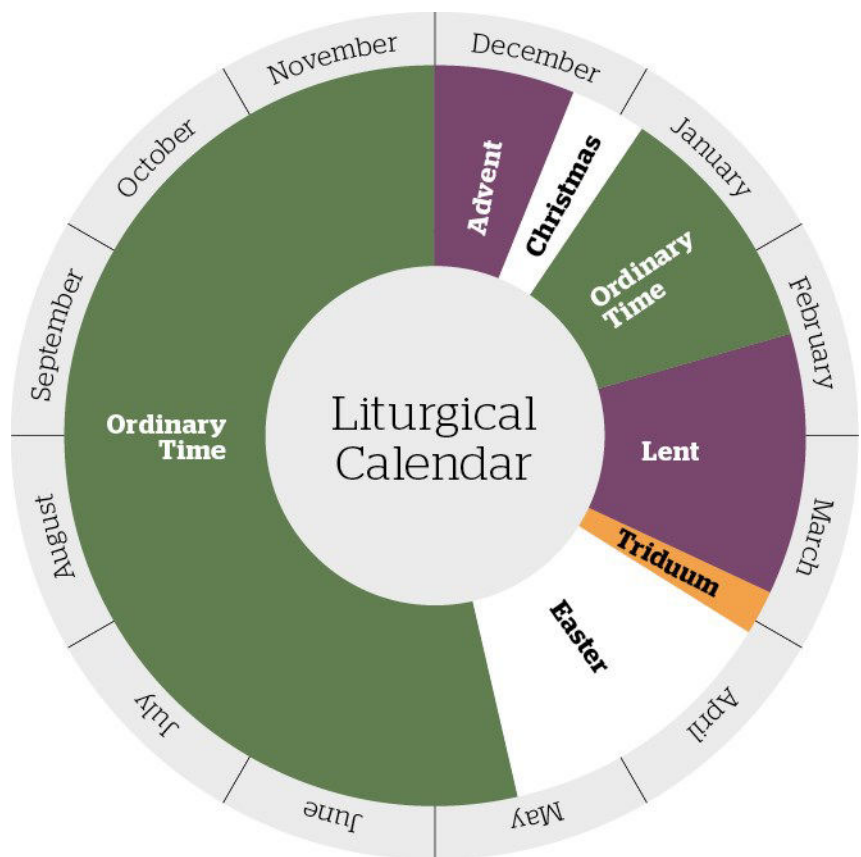 November
December
October
January
Advent
Christmas
Ordinary
Time
September
February
Ordinary
Time
Liturgical
Calendar
Lent
August
March
Triduum
Easter
July
April
June
May